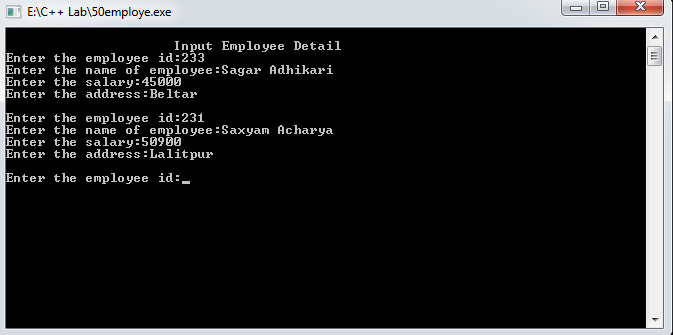 E:\C++ Lab\50employe.exe
Input Employee Detail
Enter the employee id:233
Enter the name of employee:Sagar Adhikari
Enter the salary:45000
Enter the address:Beltar
Enter the employee id:231
Enter the name of employee:Saxyam Acharya
Enter the salary:50900
Enter the address:Lalitpur
Enter the employee id:_